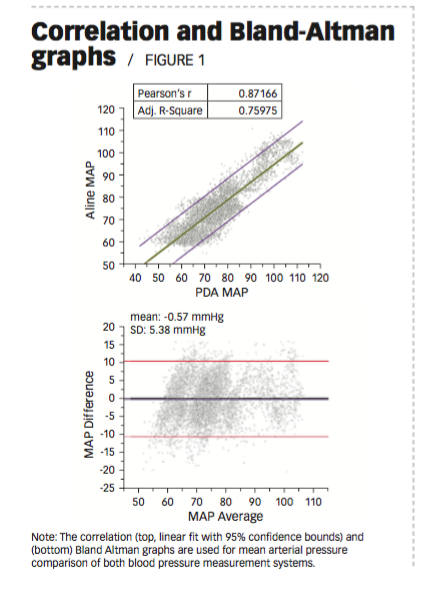 Correlation and Bland-Altman
graphs / FIGURE 1
Pearson's r 0.87166
Adj. R-Square 0.75975
120
110
100
90
80
70
60
50
Aline MAP
40 50 60 70 80 90 100 110 120
PDA MAP
mean: -0.57 mmHg
SD: 5.38 mmHg
20
15
10
5
0
-5
-10
-15
-20
-25
MAP Difference
50 60 70 80 90 100 110
MAP Average
Note: The correlation (top, linear fit with 95% confidence bounds) and
(bottom) Bland Altman graphs are used for mean arterial pressure
comparison of both blood pressure measurement systems.